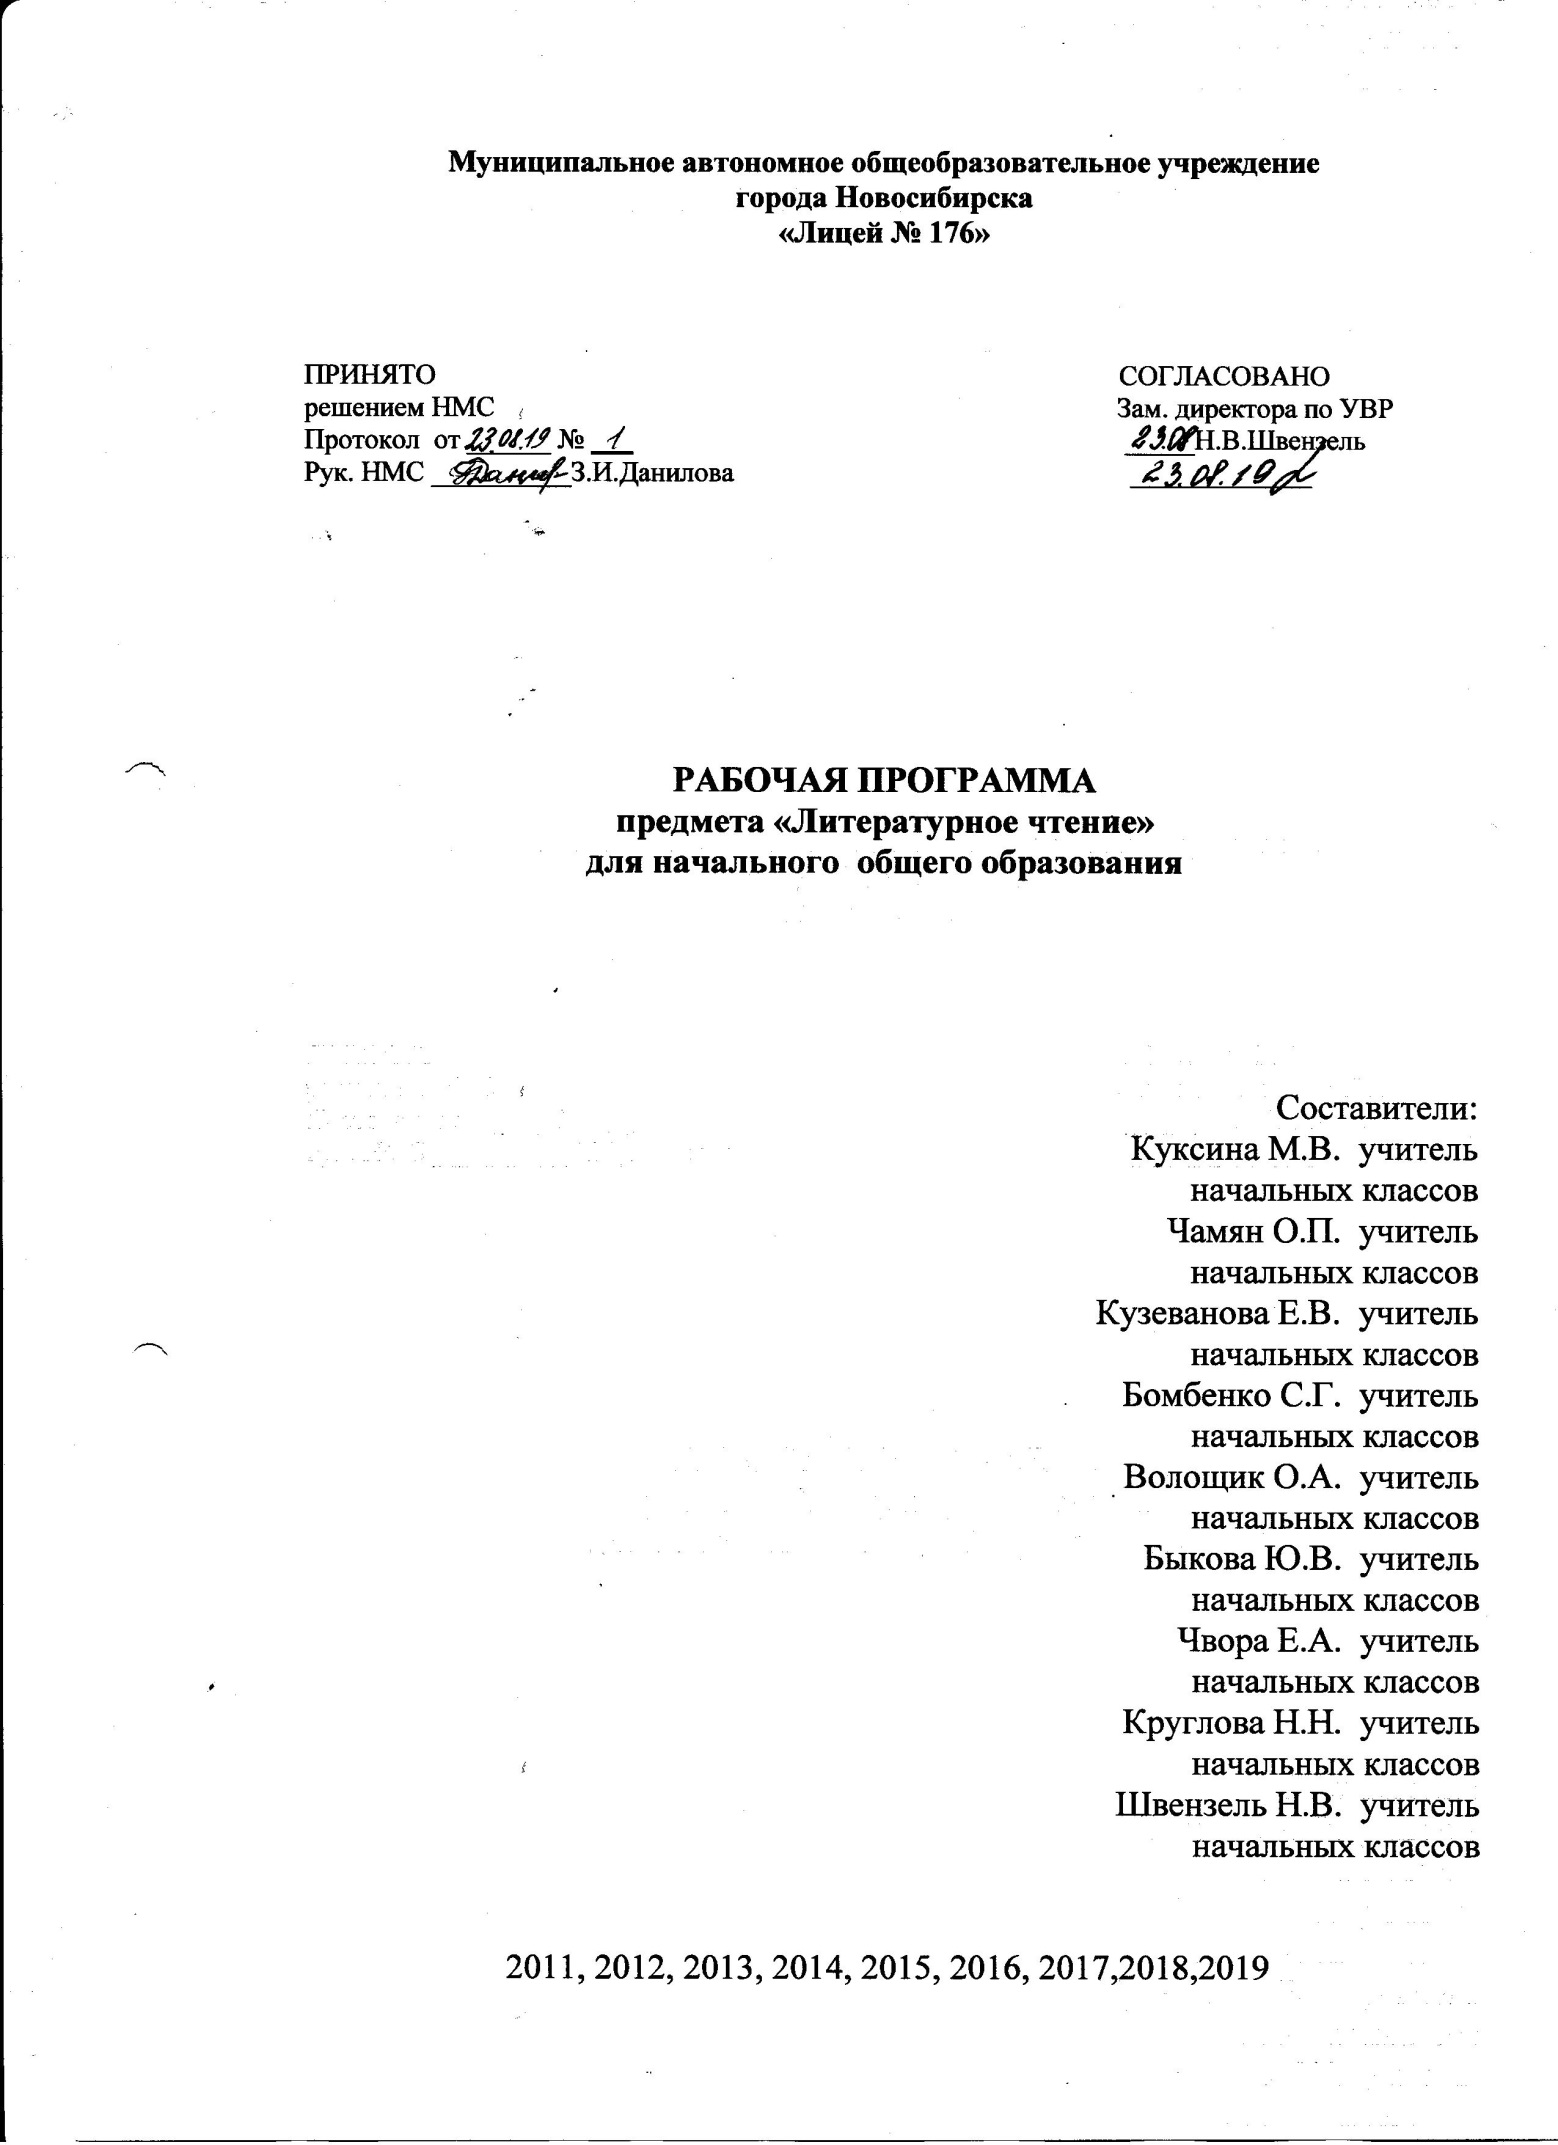 Муниципальное автономное общеобразовательное учреждение
города Новосибирска
«Лицей № 176»
ПРИНЯТО
решением НМС
Протокол от 23.08.19 № 1
Рук. НМС З.И.Данилова
СОГЛАСОВАНО
Зам. директора по УВР
23.08 Н.В.Швензель
23.08.19
РАБОЧАЯ ПРОГРАММА
предмета «Литературное чтение»
для начального общего образования
Составители:
Куксина М.В. учитель
начальных классов
Чамян О.П. учитель
начальных классов
Кузеванова Е.В. учитель
начальных классов
Бомбенко С.Г. учитель
начальных классов
Волощик О.А. учитель
начальных классов
Быкова Ю.В. учитель
начальных классов
Чвора Е.А. учитель
начальных классов
Круглова Н.Н. учитель
начальных классов
Швензель Н.В. учитель
начальных классов
2011, 2012, 2013, 2014, 2015, 2016, 2017,2018,2019